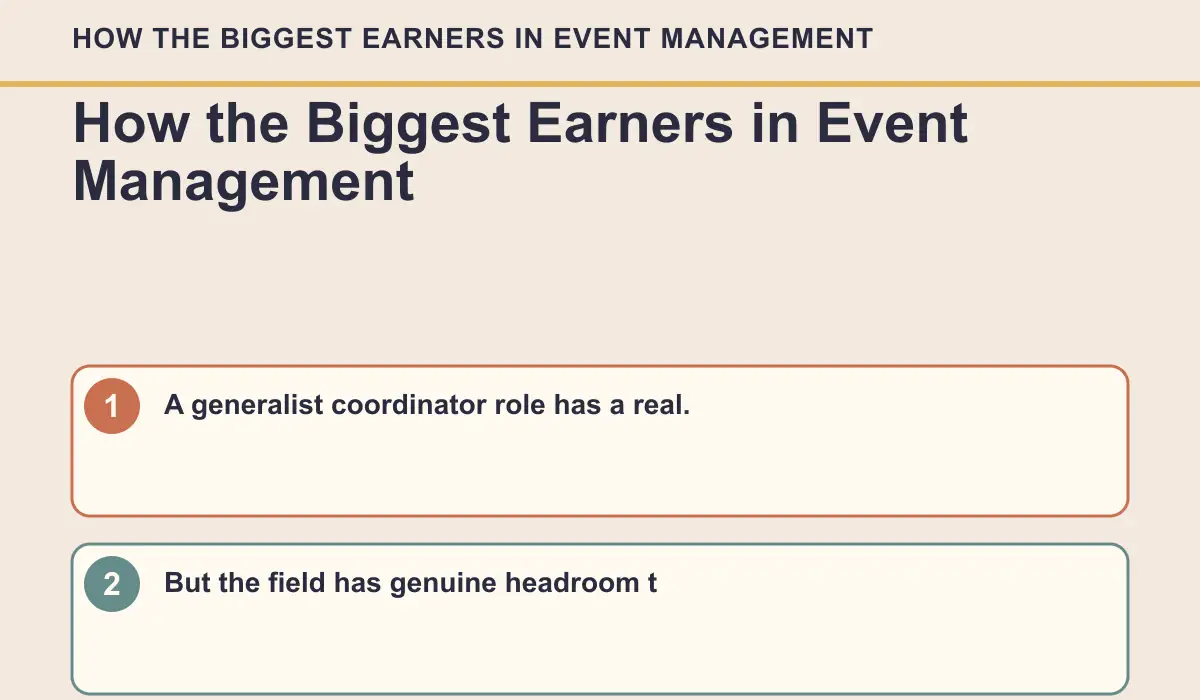 HOW THE BIGGEST EARNERS IN EVENT MANAGEMENT
How the Biggest Earners in Event
Management
1
A generalist coordinator role has a real.
2
But the field has genuine headroom t